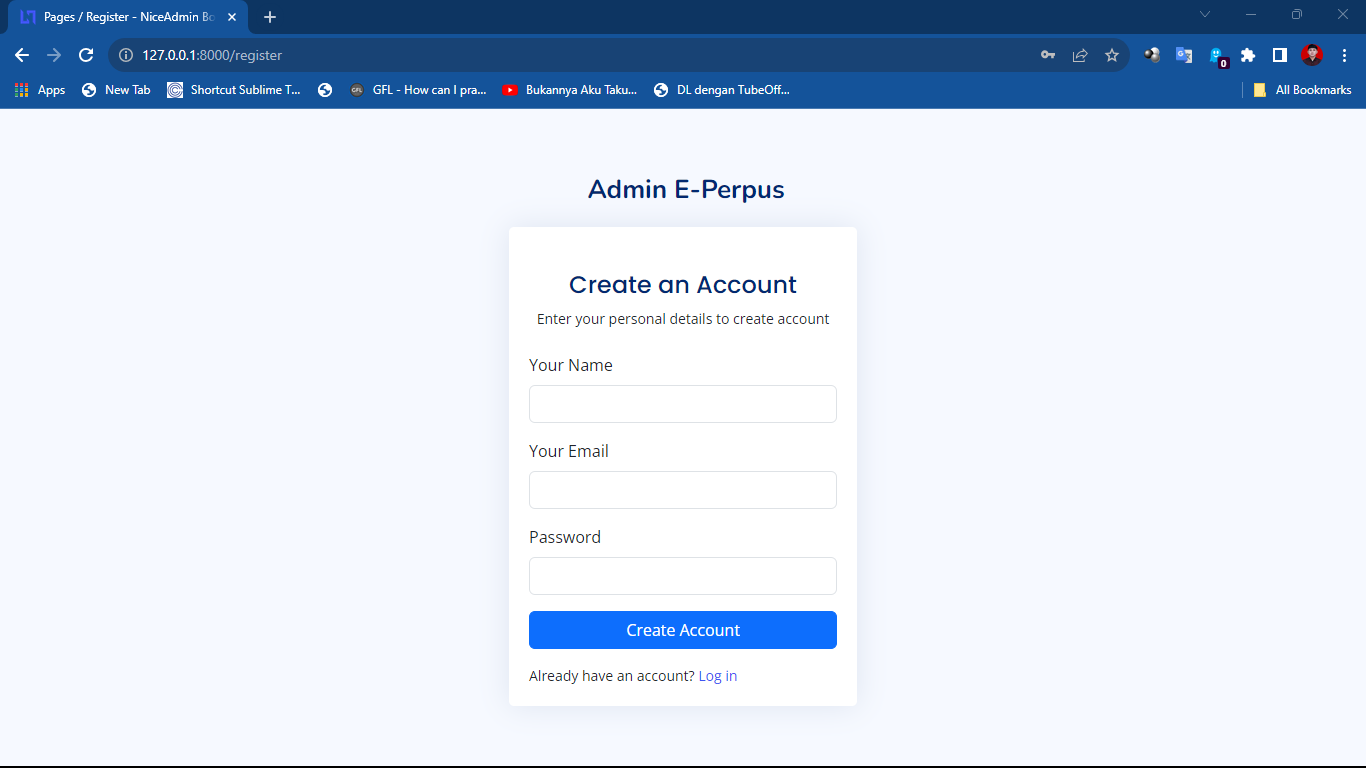 Pages / Register - NiceAdmin Bo
127.0.0.1:8000/register
0
Apps
New Tab
Shortcut Sublime T...
GFL - How can I pra...
Bukannya Aku Taku...
DL dengan TubeOff...
All Bookmarks
Admin E-Perpus
Create an Account
Enter your personal details to create account
Your Name
Your Email
Password
Create Account
Already have an account? Log in